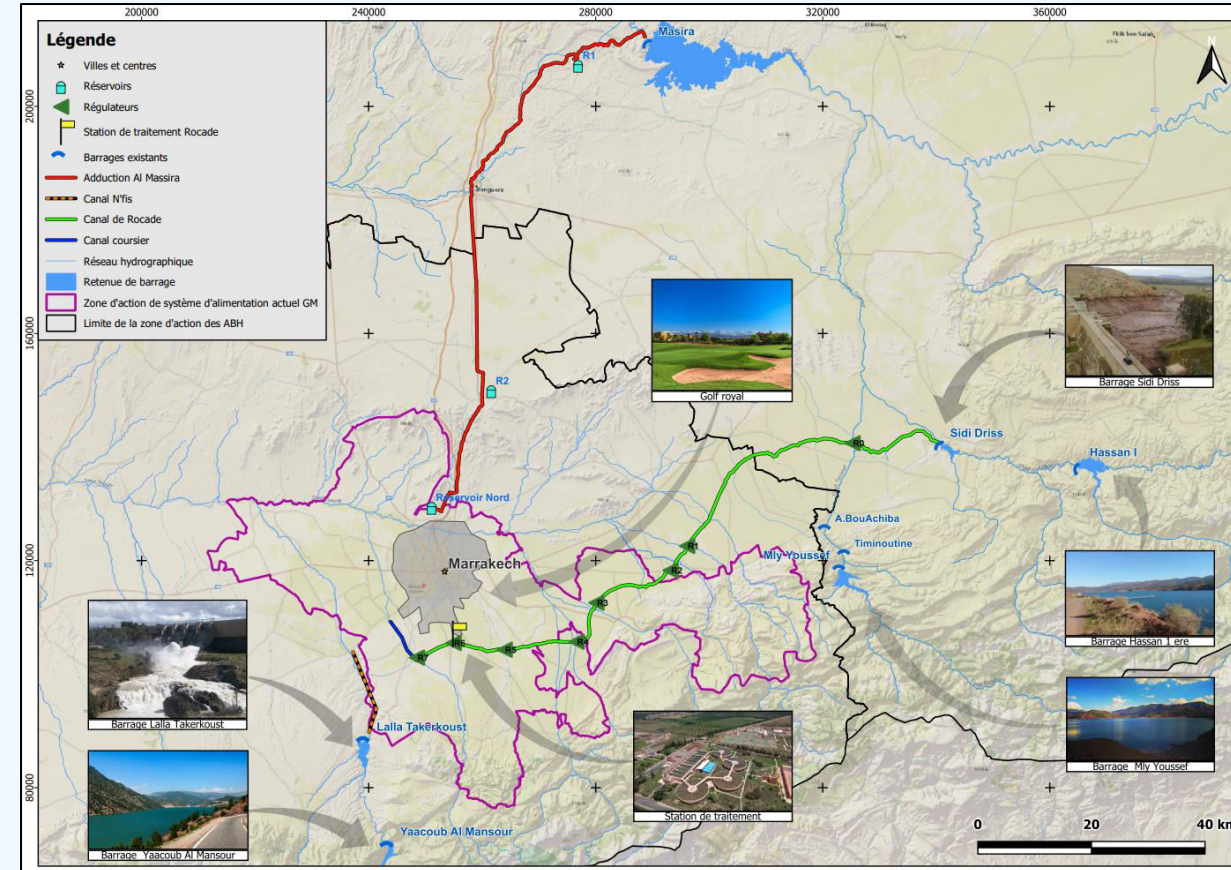 200000
240000
280000
320000
360000
200000
160000
120000
80000
Légende
Villes et centres
Réservoirs
Régulateurs
Station de traitement Rocade
Barrages existants
Adduction Al Massira
Canal N'fis
Canal de Rocade
Canal coursier
Réseau hydrographique
Retenue de barrage
Zone d'action de système d'alimentation actuel GM
Limite de la zone d'action des ABH
N
Masira
R1
R2
Golf royal
Barrage Sidi Driss
R0
Sidi Driss
Hassan I
Réservoir Nord
A.BouAchiba
Timinoutine
Mly Youssef
R1
R2
R3
R4
R5
R6
R7
Marrakech
Barrage Hassan 1 ere
Barrage Lalla Takerkoust
Lalla Takerkoust
Barrage Mly Youssef
Station de traitement
Barrage Yaacoub Al Mansour
Yaacoub Al Mansour
0 20 40 km